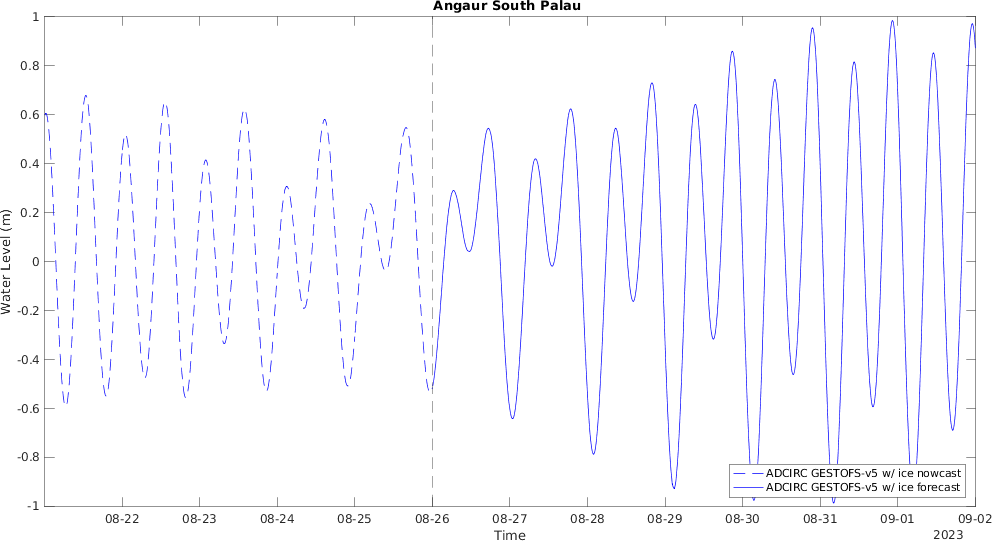 Angaur South Palau
Water Level (m)
1
0.8
0.6
0.4
0.2
0
-0.2
-0.4
-0.6
-0.8
-1
ADCIRC GESTOFS-v5 w/ ice nowcast
ADCIRC GESTOFS-v5 w/ ice forecast
08-22 08-23 08-24 08-25 08-26 08-27 08-28 08-29 08-30 08-31 09-01 09-02
Time
2023